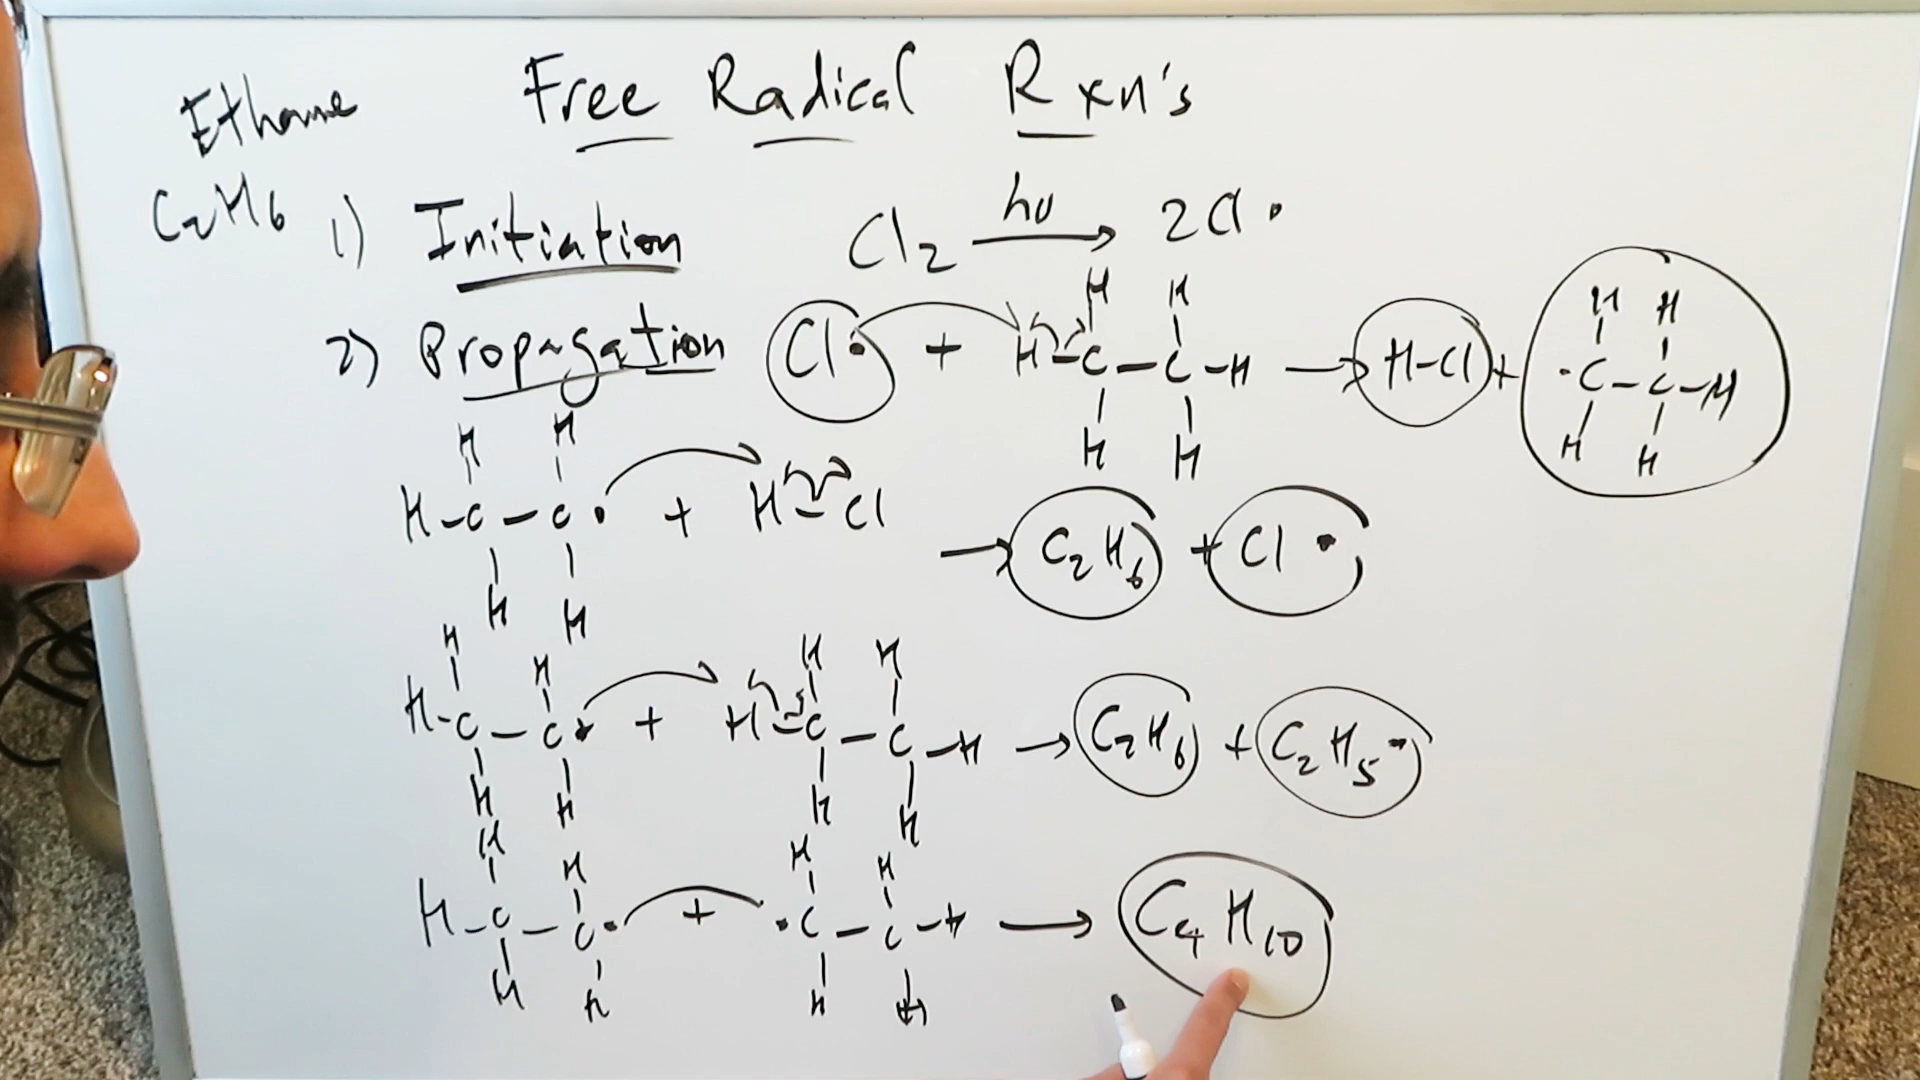 Free Radical Rxn's
Ethane
C2H6
1) Initiation Cl2 hν → 2Cl•
H H H H
2) Propagation Cl• + H-C-C-H → H-Cl + •C-C-H
H H H H
H H
H-C-C• + H-Cl → C2H6 + Cl•
H H
H H H H
H-C-C• + H-C-C-H → C2H6 + C2H5•
H H H H
H H H H
H-C-C• + •C-C-H → C4H10
H H H H